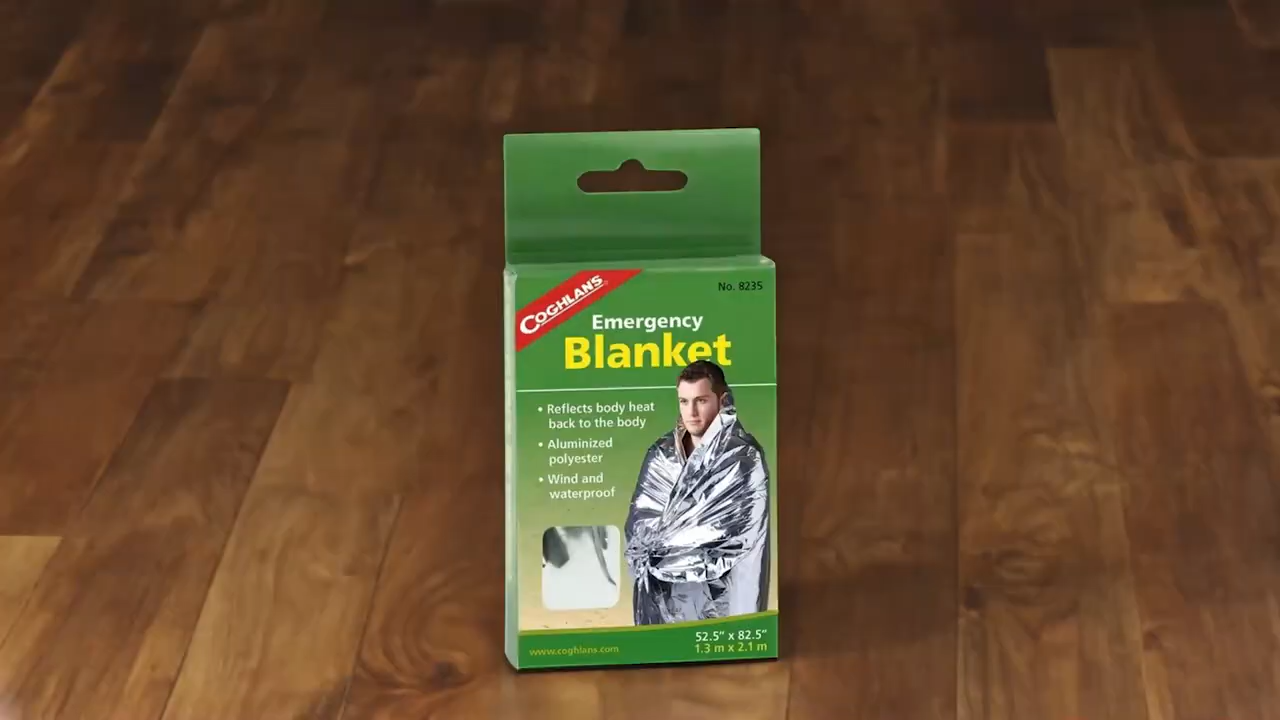 COGHLANS
No. 8235
Emergency
Blanket
• Reflects body heat
back to the body
• Aluminized
polyester
• Wind and
waterproof
52.5" x 82.5"
www.coghlans.com
1.3 m x 2.1 m